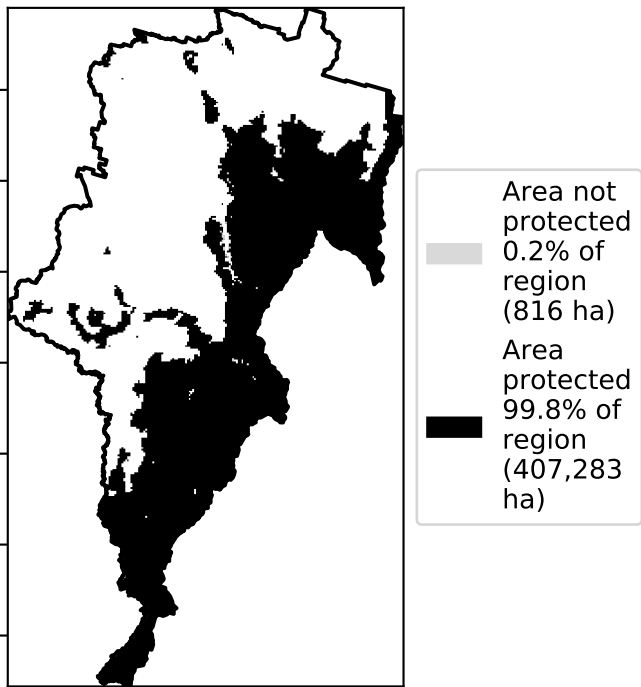 Area not
protected
0.2% of
region
(816 ha)
Area
protected
99.8% of
region
(407,283
ha)